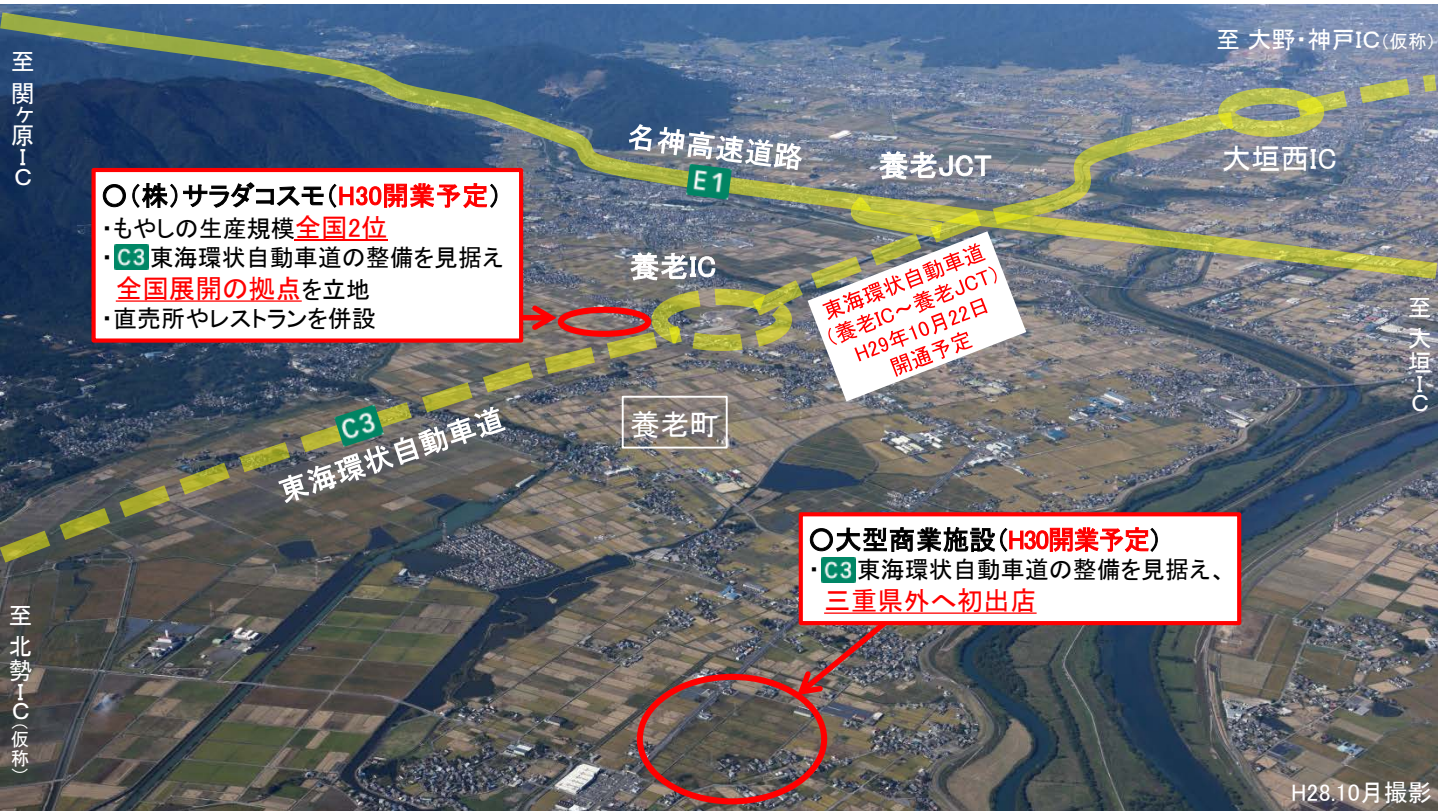 至 大野・神戸IC(仮称)
至 関ヶ原IC
名神高速道路
E1
養老JCT
大垣西IC
〇(株)サラダコスモ(H30開業予定)
・もやしの生産規模全国2位
・C3東海環状自動車道の整備を見据え
全国展開の拠点を立地
・直売所やレストランを併設
養老IC
東海環状自動車道
(養老IC～養老JCT)
H29年10月22日
開通予定
至 大垣IC
C3
東海環状自動車道
養老町
〇大型商業施設(H30開業予定)
・C3東海環状自動車道の整備を見据え、
三重県外へ初出店
至 北勢IC(仮称)
H28.10月撮影